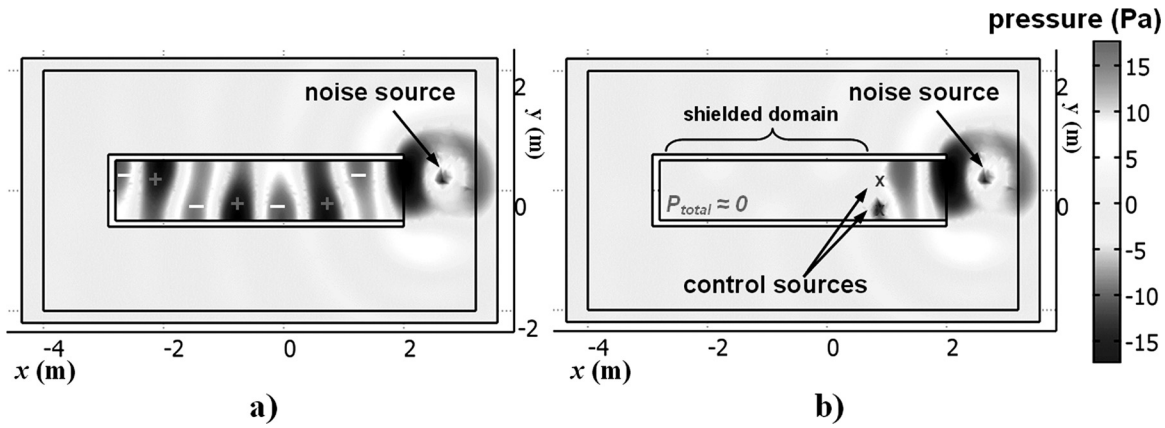 pressure (Pa)
noise source
2
y (m)
0
-2
+ + + +
− − − −
-4 -2 0 2
x (m)
a)
shielded domain
noise source
2
y (m)
0
x
Ptotal ≈ 0
control sources
-4 -2 0 2
x (m)
b)
15
10
5
0
-5
-10
-15